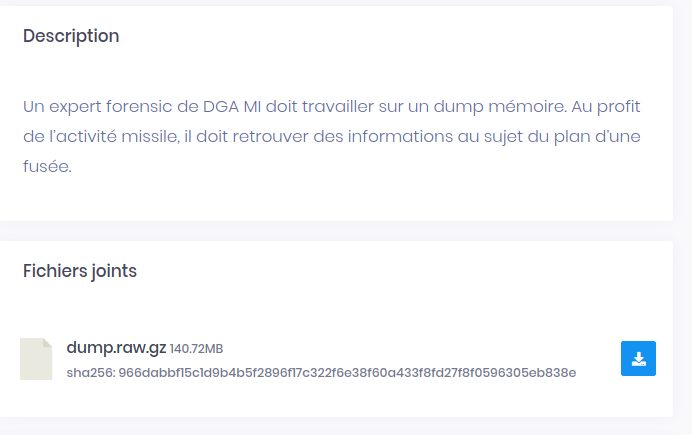 Description
Un expert forensic de DGA MI doit travailler sur un dump mémoire. Au profit
de l'activité missile, il doit retrouver des informations au sujet du plan d'une
fusée.
Fichiers joints
dump.raw.gz 140.72MB
sha256: 966dabbf15c1d9b4b5f2896f17c322f6e38f60a433f8fd27f8f0596305eb838e